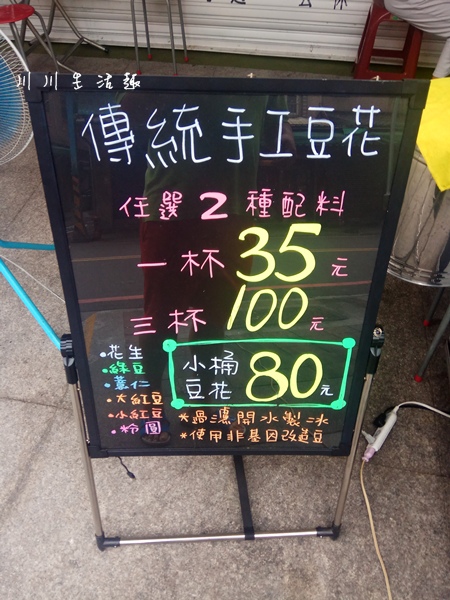 川川生活趣
傳統手工豆花
任選2種配料
一杯35元
三杯100元
•花生
•綠豆
•薏仁
•大紅豆
•小紅豆
•粉圓
小桶
豆花80元
*過濾開水製冰
*使用非基因改造豆